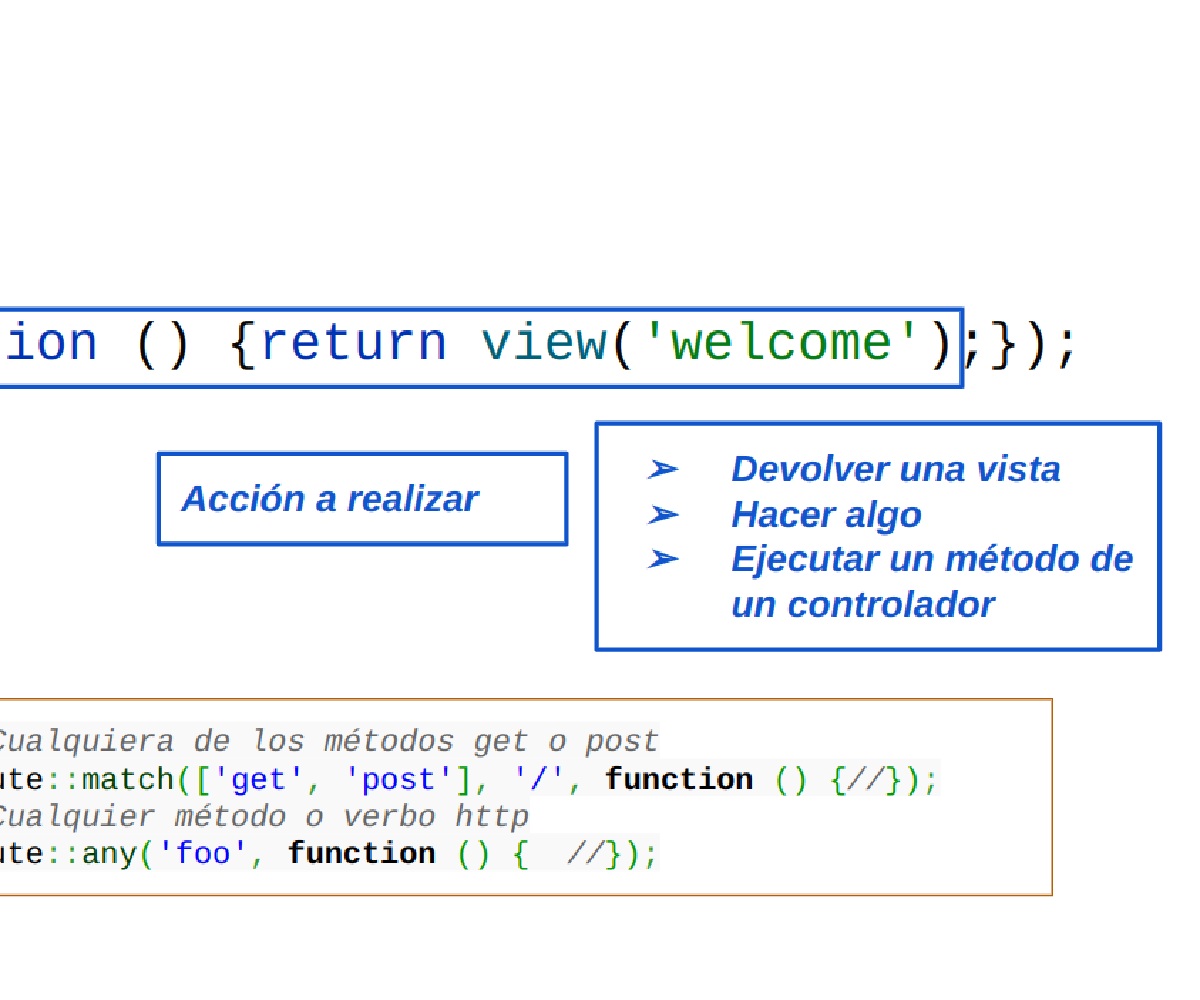 ion () {return view('welcome');});
Acción a realizar
➢ Devolver una vista
➢ Hacer algo
➢ Ejecutar un método de
un controlador
Cualquiera de los métodos get o post
ute::match(['get', 'post'], '/', function () {//});
Cualquier método o verbo http
ute::any('foo', function () {  //});